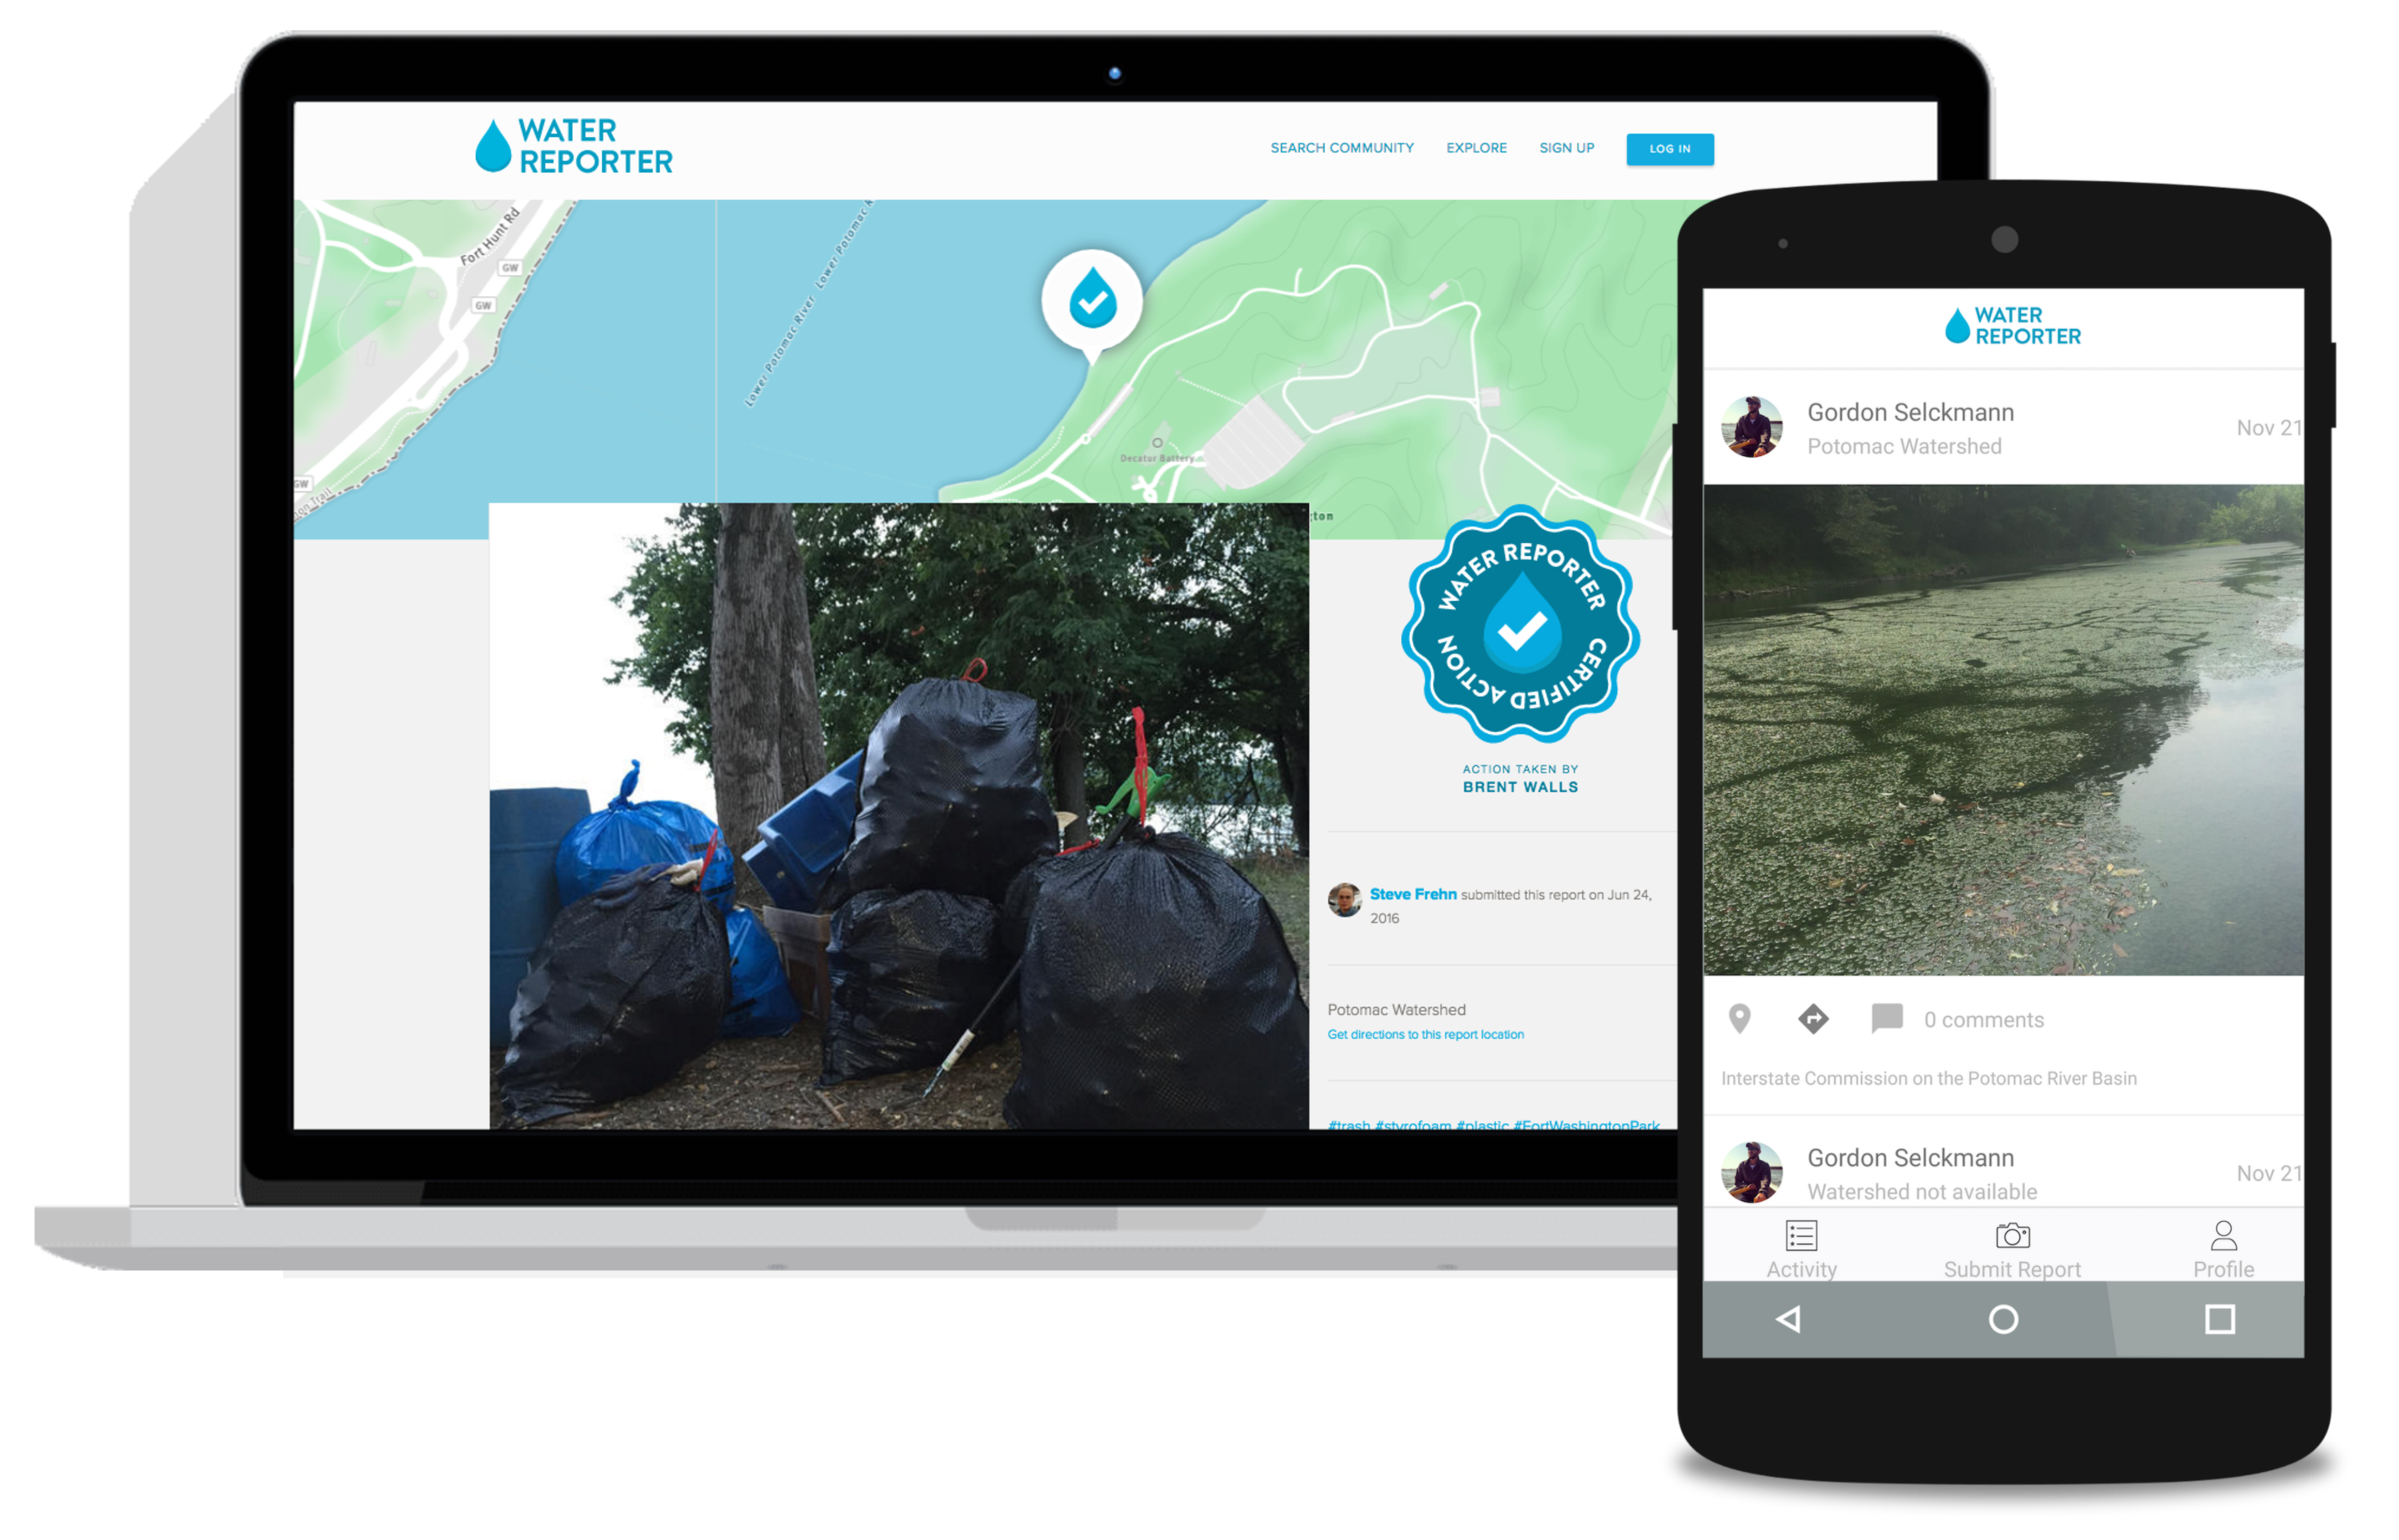 WATER
REPORTER
SEARCH COMMUNITY
EXPLORE
SIGN UP
LOG IN
Fort Hunt Rd
GW
GW
GW
Trail
Lower Potomac River
Lower Potomac
Decatur Battery
WATER REPORTER
CERTIFIED ACTION
ACTION TAKEN BY
BRENT WALLS
Steve Frehn submitted this report on Jun 24,
2016
Potomac Watershed
Get directions to this report location
#trash #styrofoam #plastic #FortWashingtonPark
WATER
REPORTER
Gordon Selckmann
Potomac Watershed
Nov 21
0 comments
Interstate Commission on the Potomac River Basin
Gordon Selckmann
Watershed not available
Nov 21
Activity
Submit Report
Profile